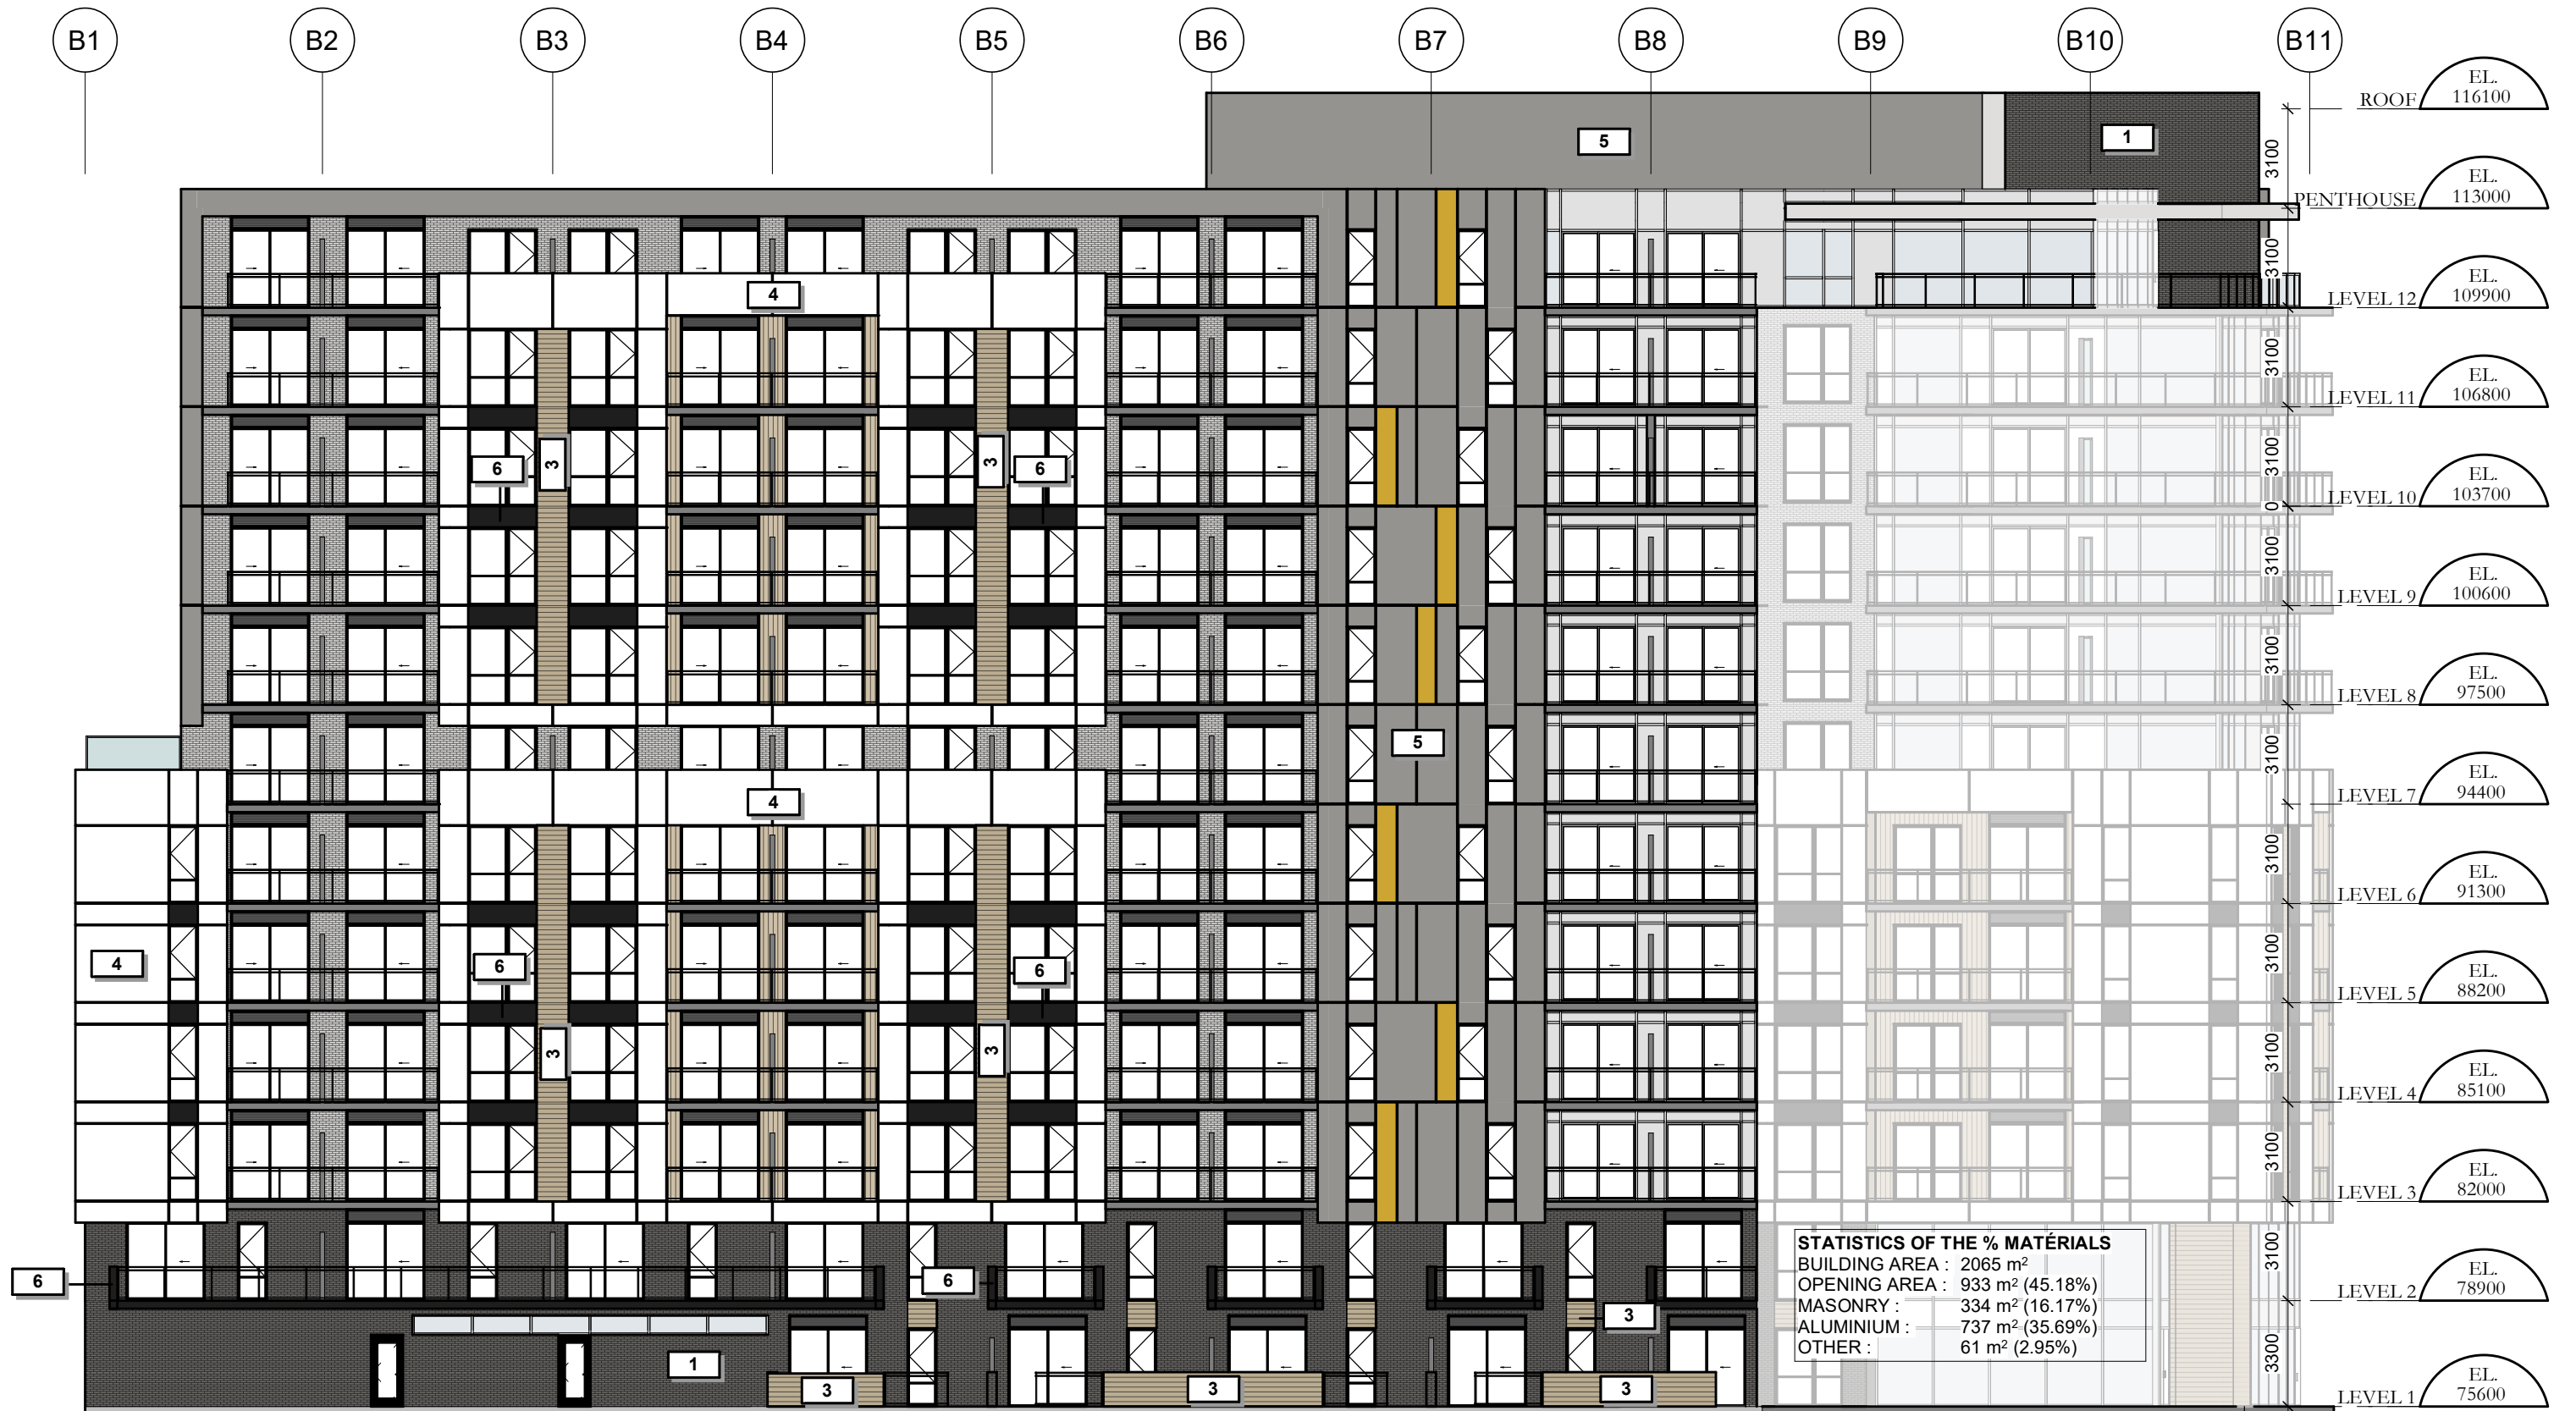 B1 B2 B3 B4 B5 B6 B7 B8 B9 B10 B11
EL.
ROOF 116100
5
1
3100
EL.
PENTHOUSE 113000
3100
EL.
LEVEL 12 109900
4
3100
EL.
LEVEL 11 106800
6
3
3
6
3100
EL.
LEVEL 10 103700
0
3100
EL.
LEVEL 9 100600
3100
EL.
LEVEL 8 97500
5
3100
EL.
LEVEL 7 94400
4
3100
EL.
LEVEL 6 91300
4
6
6
3100
EL.
LEVEL 5 88200
3
3
3100
EL.
LEVEL 4 85100
3100
EL.
LEVEL 3 82000
6
6
3100
EL.
LEVEL 2 78900
STATISTICS OF THE % MATÉRIALS
BUILDING AREA : 2065 m²
OPENING AREA : 933 m² (45.18%)
MASONRY : 334 m² (16.17%)
ALUMINIUM : 737 m² (35.69%)
OTHER : 61 m² (2.95%)
3
1
3
3
3
3300
EL.
LEVEL 1 75600